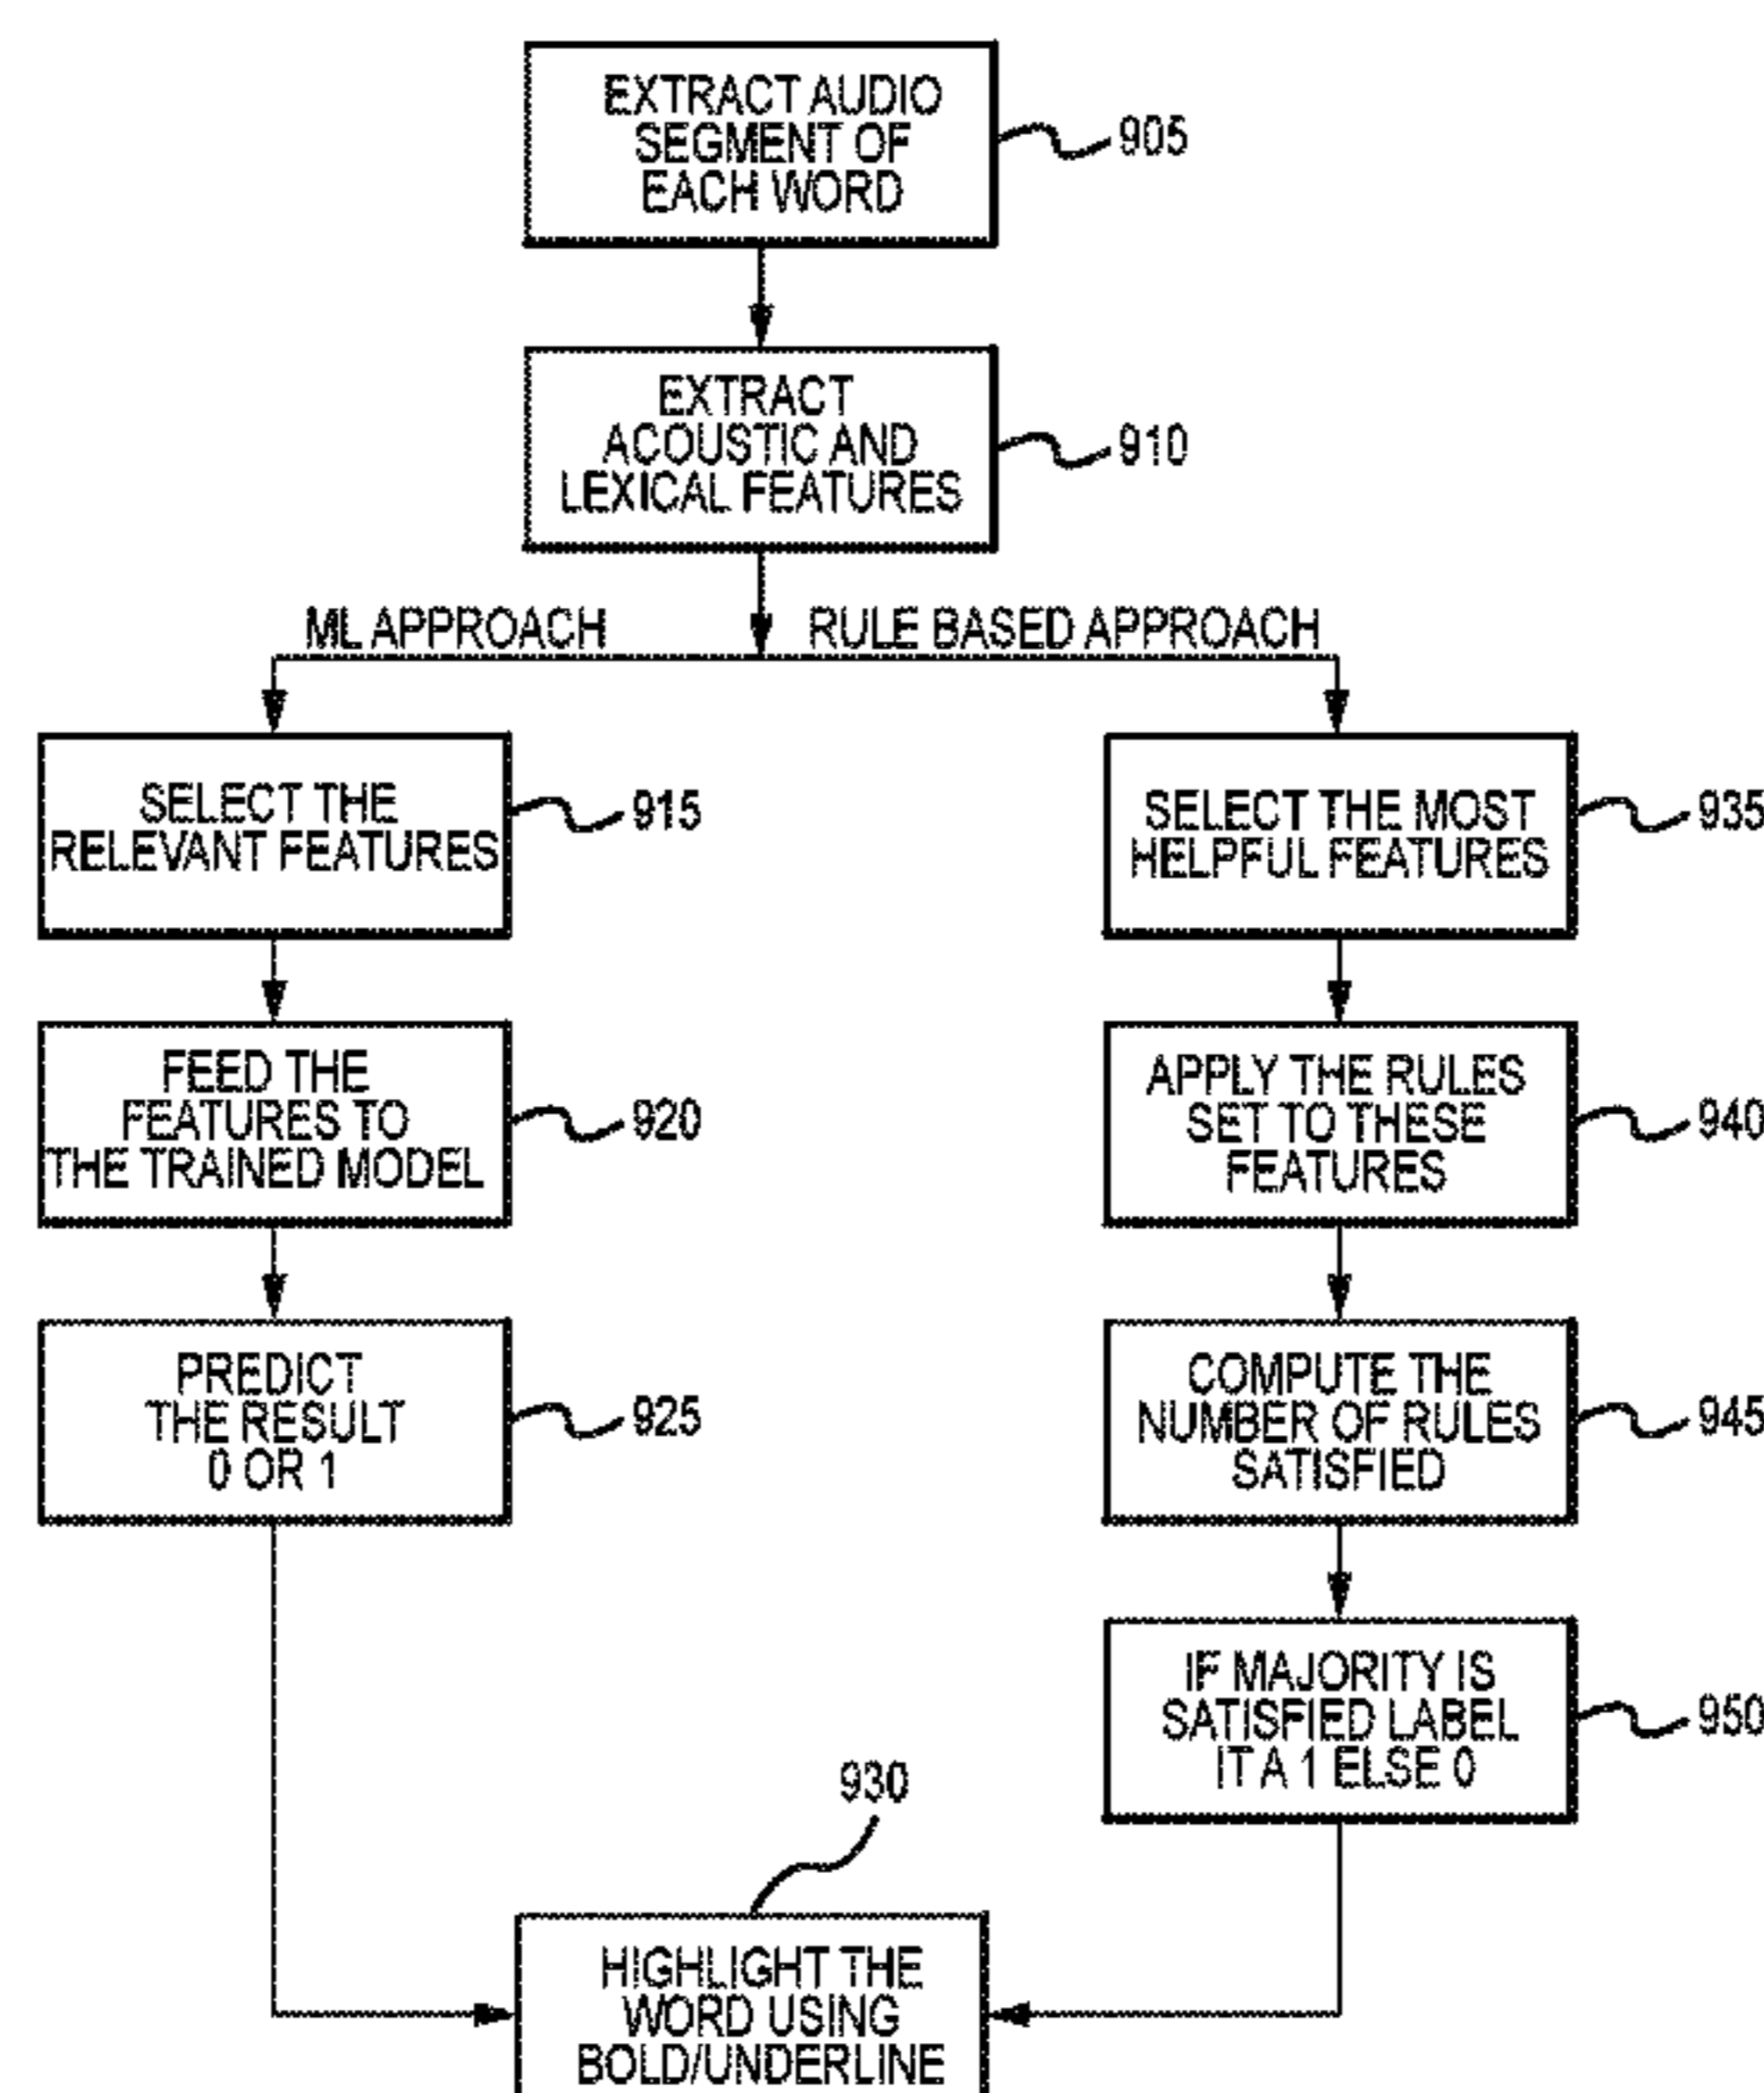 EXTRACT AUDIO
SEGMENT OF
EACH WORD
905
EXTRACT
ACOUSTIC AND
LEXICAL FEATURES
910
ML APPROACH
RULE BASED APPROACH
SELECT THE
RELEVANT FEATURES
915
SELECT THE MOST
HELPFUL FEATURES
935
FEED THE
FEATURES TO
THE TRAINED MODEL
920
APPLY THE RULES
SET TO THESE
FEATURES
940
PREDICT
THE RESULT
0 OR 1
925
COMPUTE THE
NUMBER OF RULES
SATISFIED
945
IF MAJORITY IS
SATISFIED LABEL
IT A 1 ELSE 0
950
930
HIGHLIGHT THE
WORD USING
BOLD/UNDERLINE